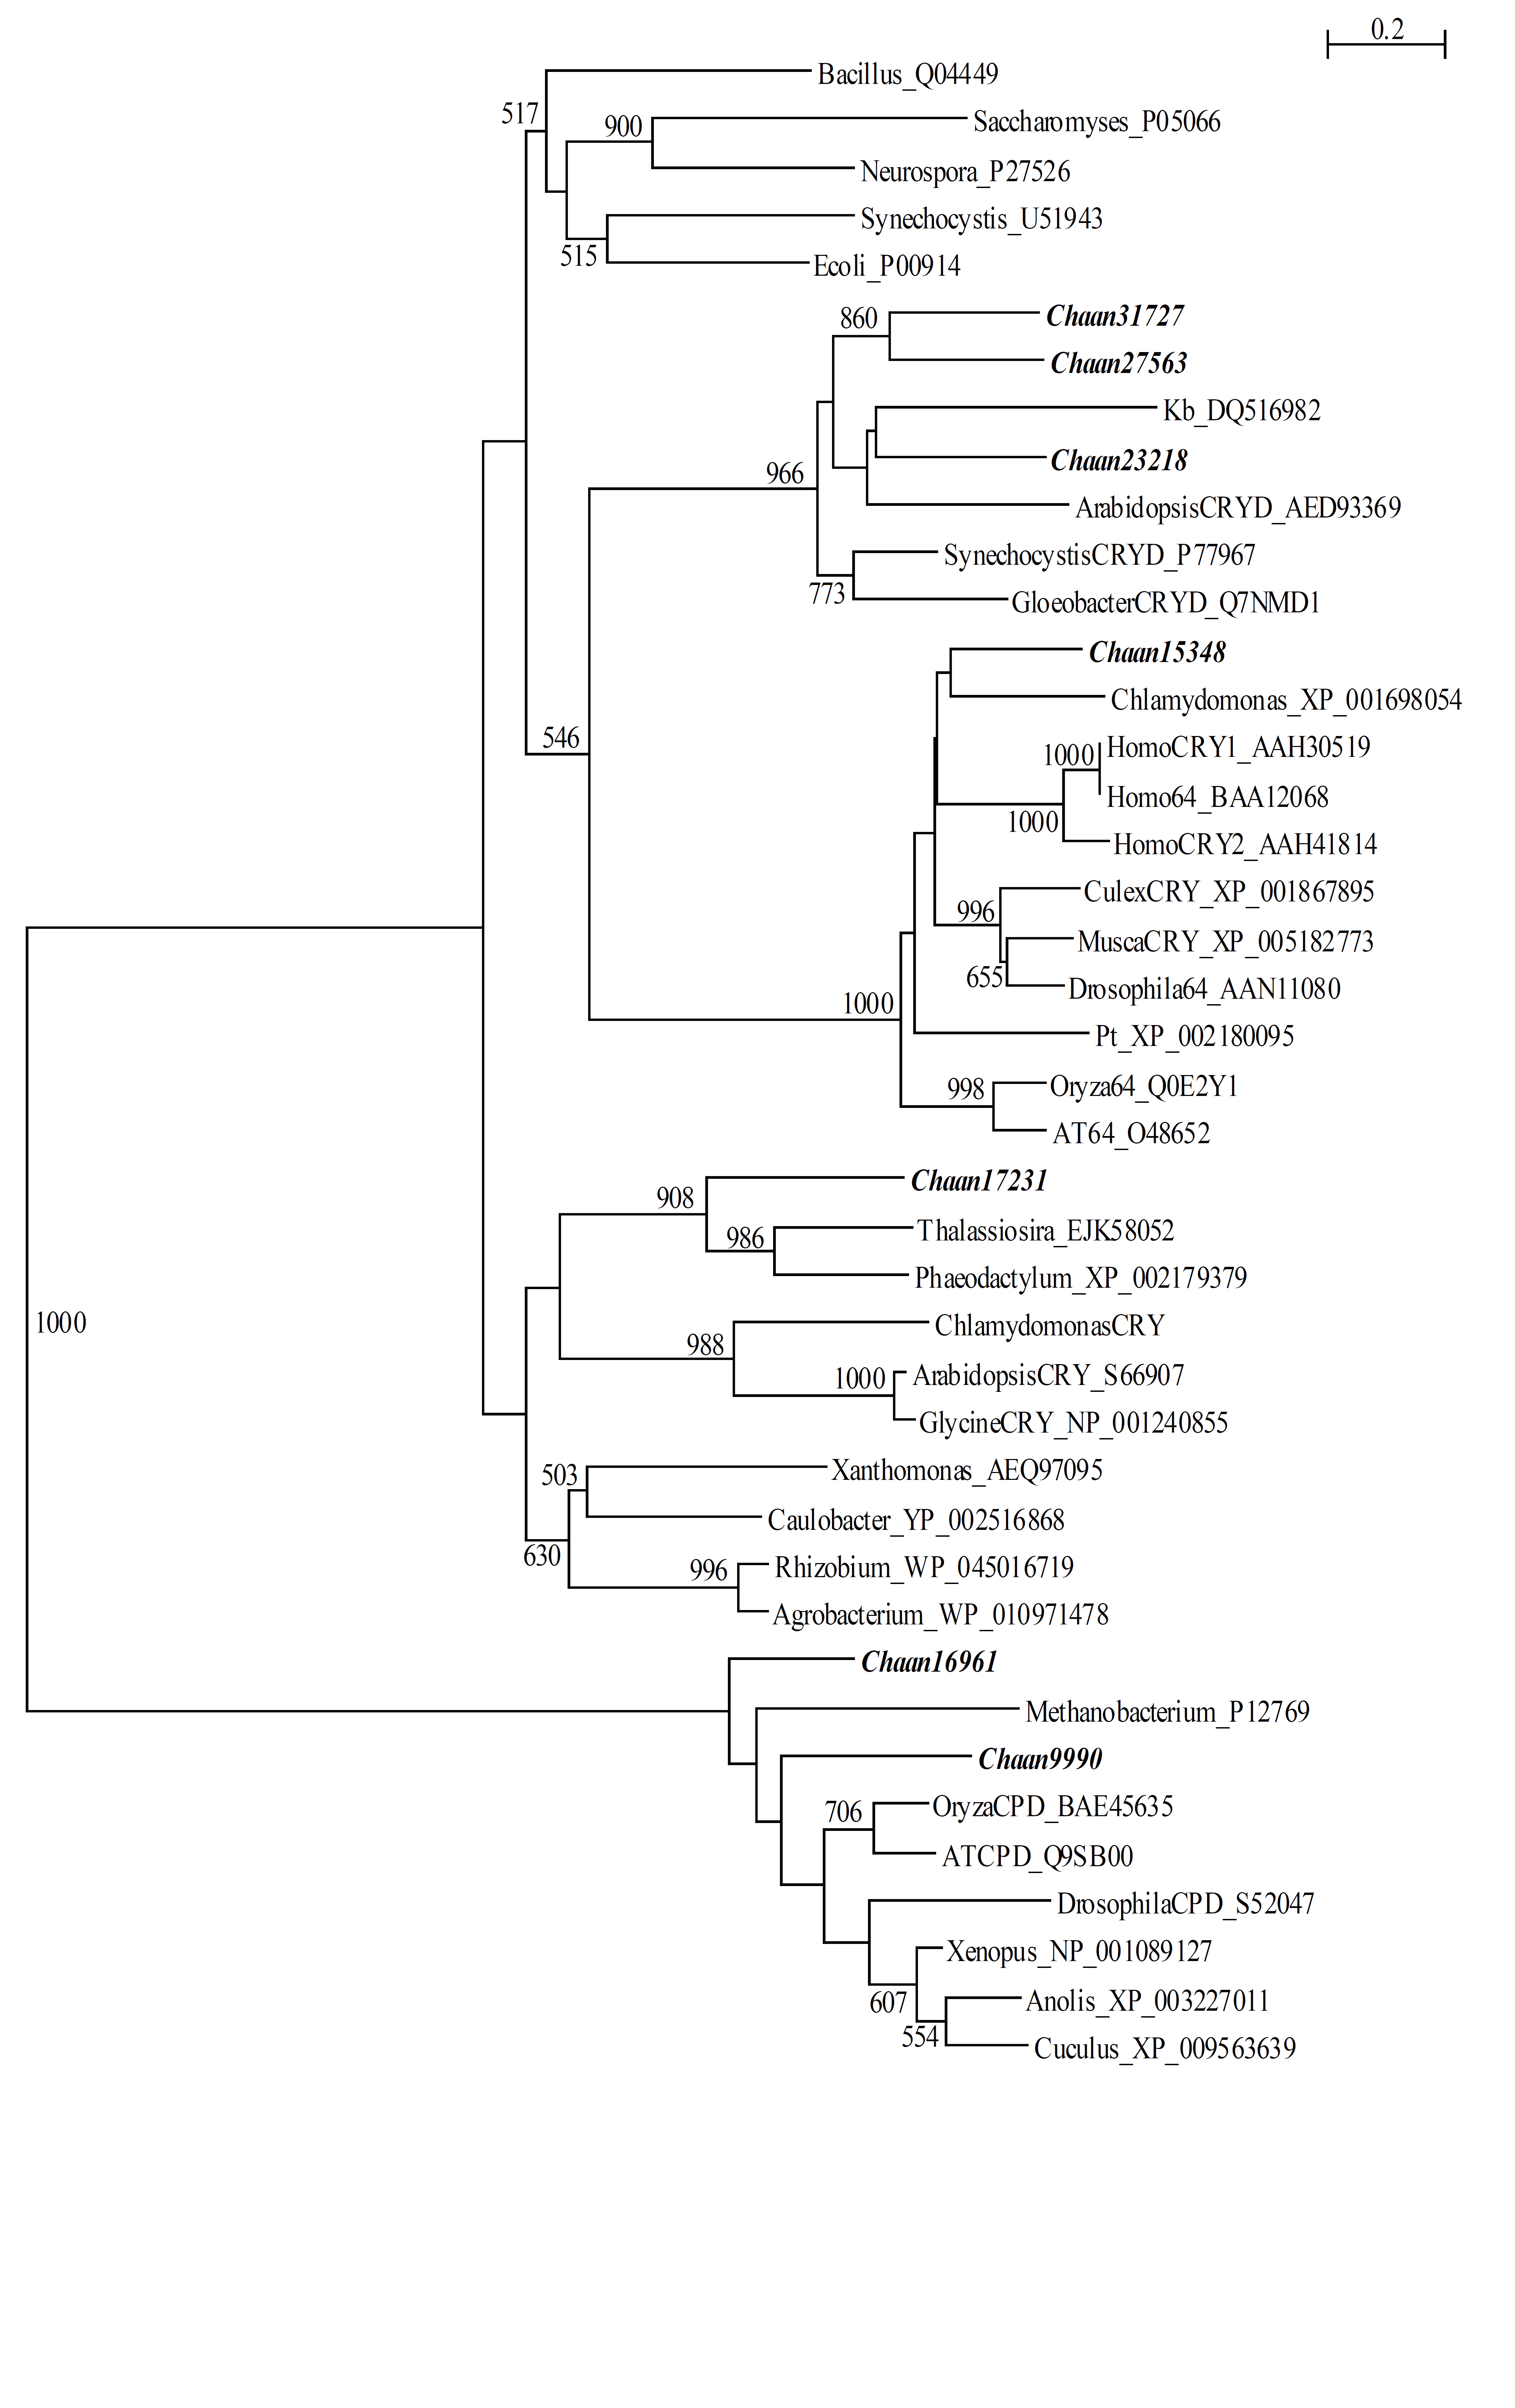 0.2
Bacillus_Q04449
517
900
Saccharomyses_P05066
Neurospora_P27526
Synechocystis_U51943
515
Ecoli_P00914
860
Chaan31727
Chaan27563
Kb_DQ516982
966
Chaan23218
ArabidopsisCRYD_AED93369
SynechocystisCRYD_P77967
773
GloeobacterCRYD_Q7NMD1
Chaan15348
Chlamydomonas_XP_001698054
546
1000
HomoCRY1_AAH30519
Homo64_BAA12068
1000
HomoCRY2_AAH41814
CulexCRY_XP_001867895
996
MuscaCRY_XP_005182773
655
Drosophila64_AAN11080
1000
Pt_XP_002180095
998
Oryza64_Q0E2Y1
AT64_O48652
Chaan17231
908
986
Thalassiosira_EJK58052
Phaeodactylum_XP_002179379
1000
ChlamydomonasCRY
988
1000
ArabidopsisCRY_S66907
GlycineCRY_NP_001240855
503
Xanthomonas_AEQ97095
Caulobacter_YP_002516868
630
996
Rhizobium_WP_045016719
Agrobacterium_WP_010971478
Chaan16961
Methanobacterium_P12769
Chaan9990
706
OryzaCPD_BAE45635
ATCPD_Q9SB00
DrosophilaCPD_S52047
Xenopus_NP_001089127
607
Anolis_XP_003227011
554
Cuculus_XP_009563639